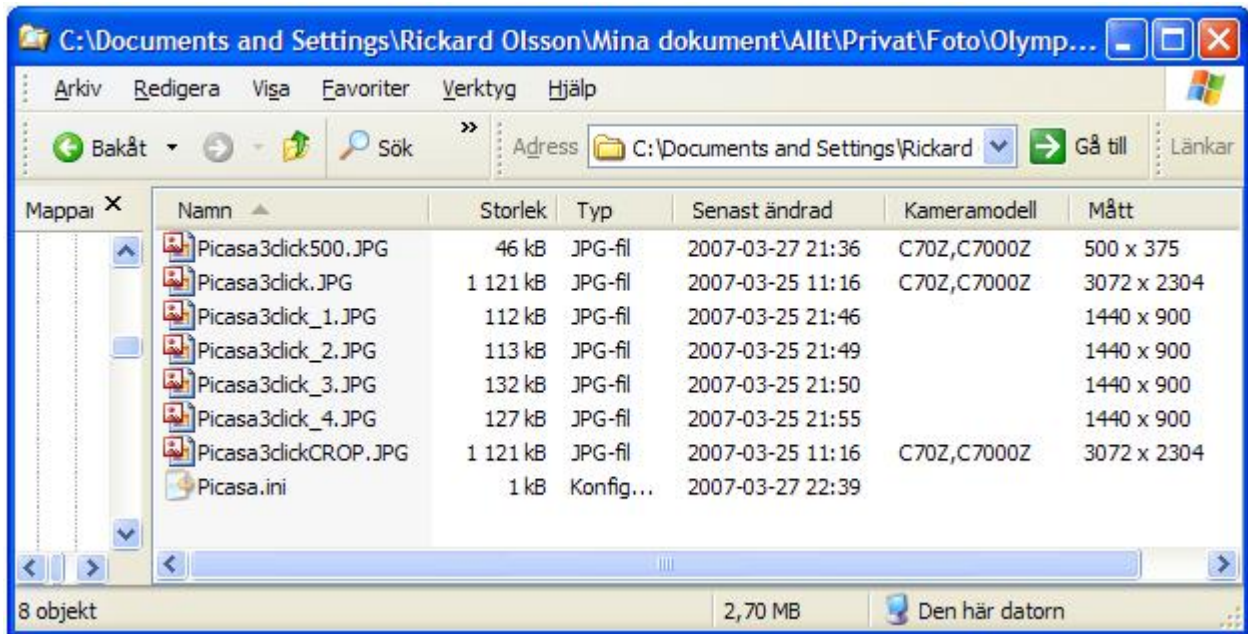 C:\Documents and Settings\Rickard Olsson\Mina dokument\Allt\Privat\Foto\Olymp...
Arkiv Redigera Visa Favoriter Verktyg Hjälp
Bakåt Sök » Adress C:\Documents and Settings\Rickard Gå till Länkar
Mappar Namn Storlek Typ Senast ändrad Kameramodell Mått
Picasa3click500.JPG 46 kB JPG-fil 2007-03-27 21:36 C70Z,C7000Z 500 x 375
Picasa3click.JPG 1 121 kB JPG-fil 2007-03-25 11:16 C70Z,C7000Z 3072 x 2304
Picasa3click_1.JPG 112 kB JPG-fil 2007-03-25 21:46 1440 x 900
Picasa3click_2.JPG 113 kB JPG-fil 2007-03-25 21:49 1440 x 900
Picasa3click_3.JPG 132 kB JPG-fil 2007-03-25 21:50 1440 x 900
Picasa3click_4.JPG 127 kB JPG-fil 2007-03-25 21:55 1440 x 900
Picasa3clickCROP.JPG 1 121 kB JPG-fil 2007-03-25 11:16 C70Z,C7000Z 3072 x 2304
Picasa.ini 1 kB Konfig... 2007-03-27 22:39
8 objekt 2,70 MB Den här datorn